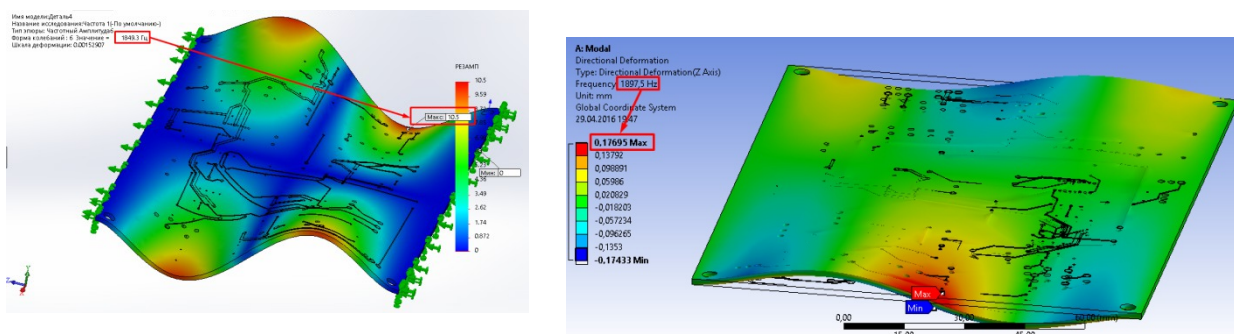 Имя модели:Деталь4
Название исследования:Частота 1(-По умолчанию-)
Тип эпюры: Частотный Амплитуда6
Форма колебаний : 6 Значение = 1849.3 Гц
Шкала деформации: 0.00152907
РЕЗАМП
10.5
9.59
Макс: 10.5
Мин: 0
4.36
3.49
2.62
1.74
0.872
0
A: Modal
Directional Deformation
Type: Directional Deformation(Z Axis)
Frequency: 1897,5 Hz
Unit: mm
Global Coordinate System
29.04.2016 19:47
0,17695 Max
0,13792
0,098891
0,05986
0,020829
-0,018203
-0,057234
-0,096265
-0,1353
-0,17433 Min
Max
Min
0,00 30,00 60,00 (mm)
15,00 45,00